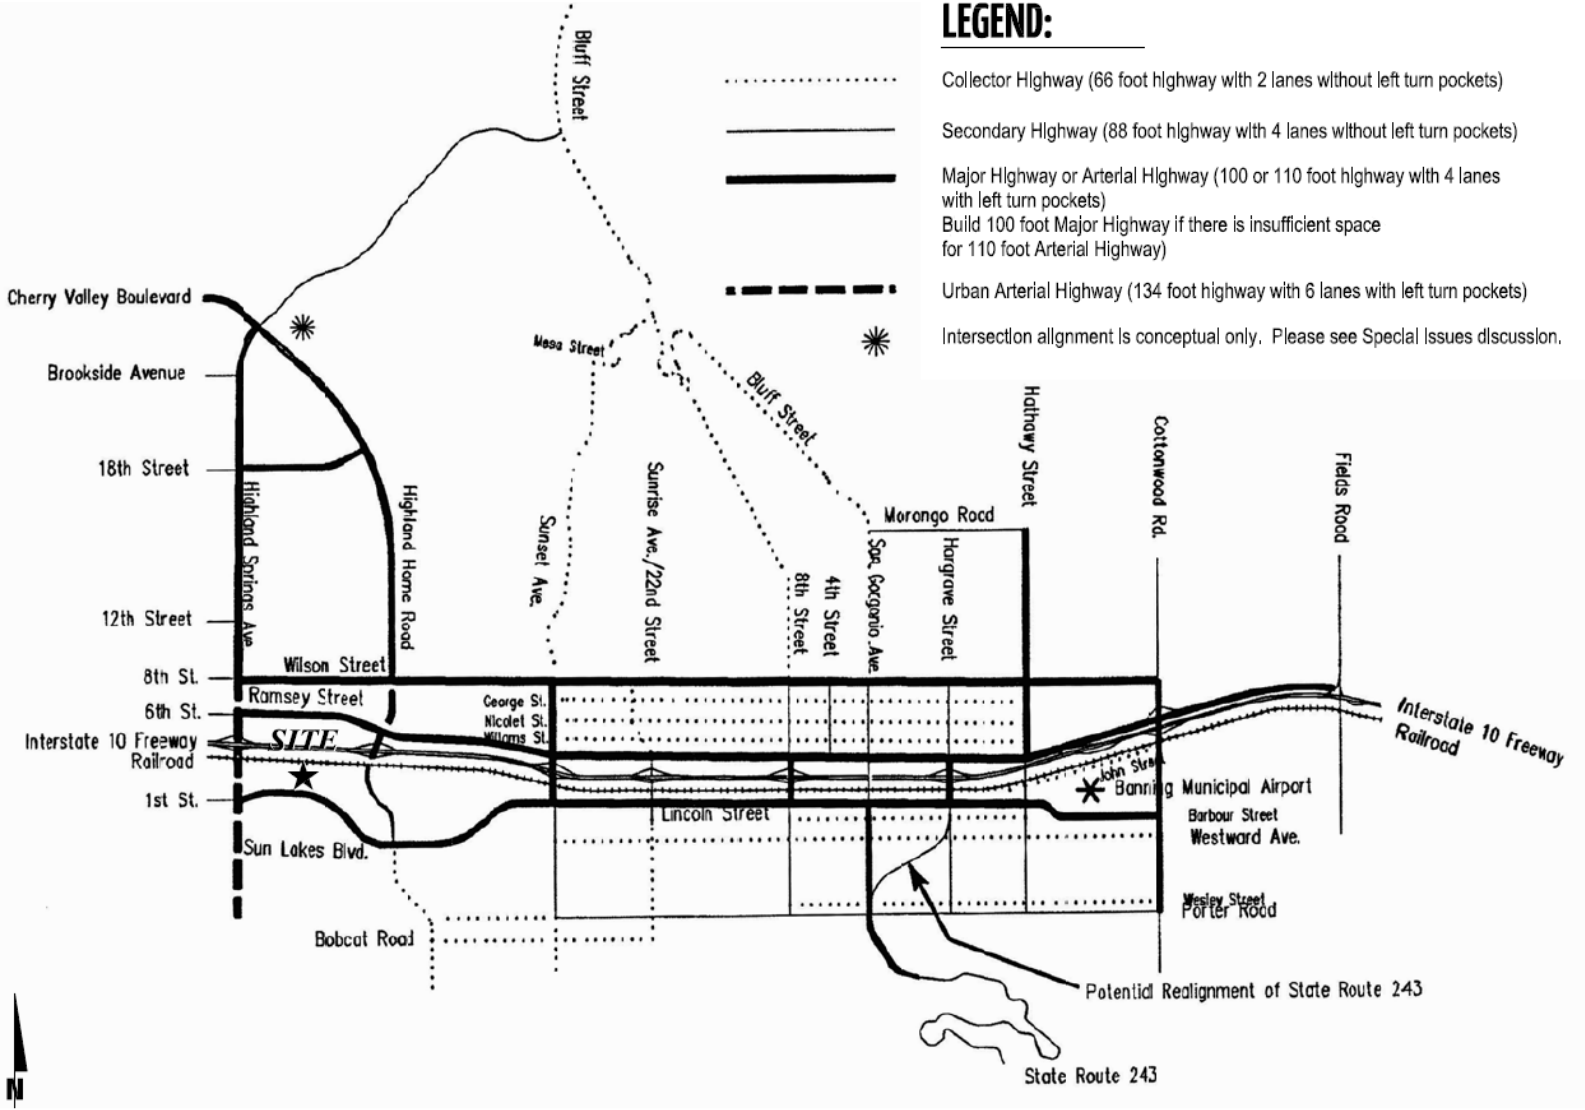 LEGEND:
Collector Highway (66 foot highway with 2 lanes without left turn pockets)
Secondary Highway (88 foot highway with 4 lanes without left turn pockets)
Major Highway or Arterial Highway (100 or 110 foot highway with 4 lanes
with left turn pockets)
Build 100 foot Major Highway if there is insufficient space
for 110 foot Arterial Highway)
Urban Arterial Highway (134 foot highway with 6 lanes with left turn pockets)
Intersection alignment is conceptual only. Please see Special Issues discussion.
Bluff Street
Cherry Valley Boulevard
Mesa Street
Brookside Avenue
Bluff Street
Hathawy Street
Cottonwood Rd.
Fields Road
18th Street
Highland Springs Ave
Highland Home Road
Sunset Ave.
Sunrise Ave./22nd Street
Morongo Road
8th Street
4th Street
San Gorgonio Ave
Hargrave Street
12th Street
Wilson Street
8th St.
Ramsey Street
George St.
6th St.
Nicolet St.
Williams St.
SITE
Interstate 10 Freeway
Railroad
Interstate 10 Freeway
Railroad
John Street
Banning Municipal Airport
1st St.
Lincoln Street
Barbour Street
Westward Ave.
Sun Lakes Blvd.
Wesley Street
Porter Road
Bobcat Road
Potential Realignment of State Route 243
State Route 243
N